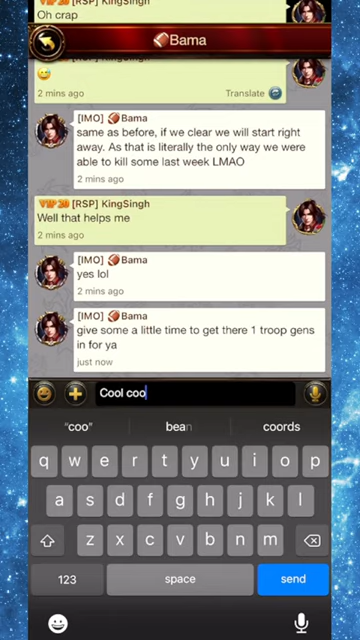 VIP 20 [RSP] KingSingh
Oh crap
🏈Bama
2 mins ago
Translate
[IMO] 🏈Bama
same as before, if we clear we will start right
away. As that is literally the only way we were
able to kill some last week LMAO
2 mins ago
VIP 20 [RSP] KingSingh
Well that helps me
2 mins ago
[IMO] 🏈Bama
yes lol
2 mins ago
[IMO] 🏈Bama
give some a little time to get there 1 troop gens
in for ya
just now
Cool coo
“coo” bean coords
q w e r t y u i o p
a s d f g h j k l
z x c v b n m
123 space send